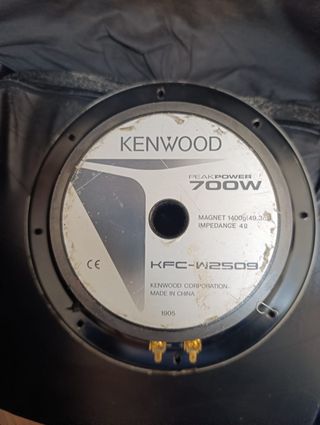 KENWOOD
PEAK POWER
700W
MAGNET 1400g(49.3oz)
IMPEDANCE 4Ω
CE
KFC-W2509
KENWOOD CORPORATION
MADE IN CHINA
1905